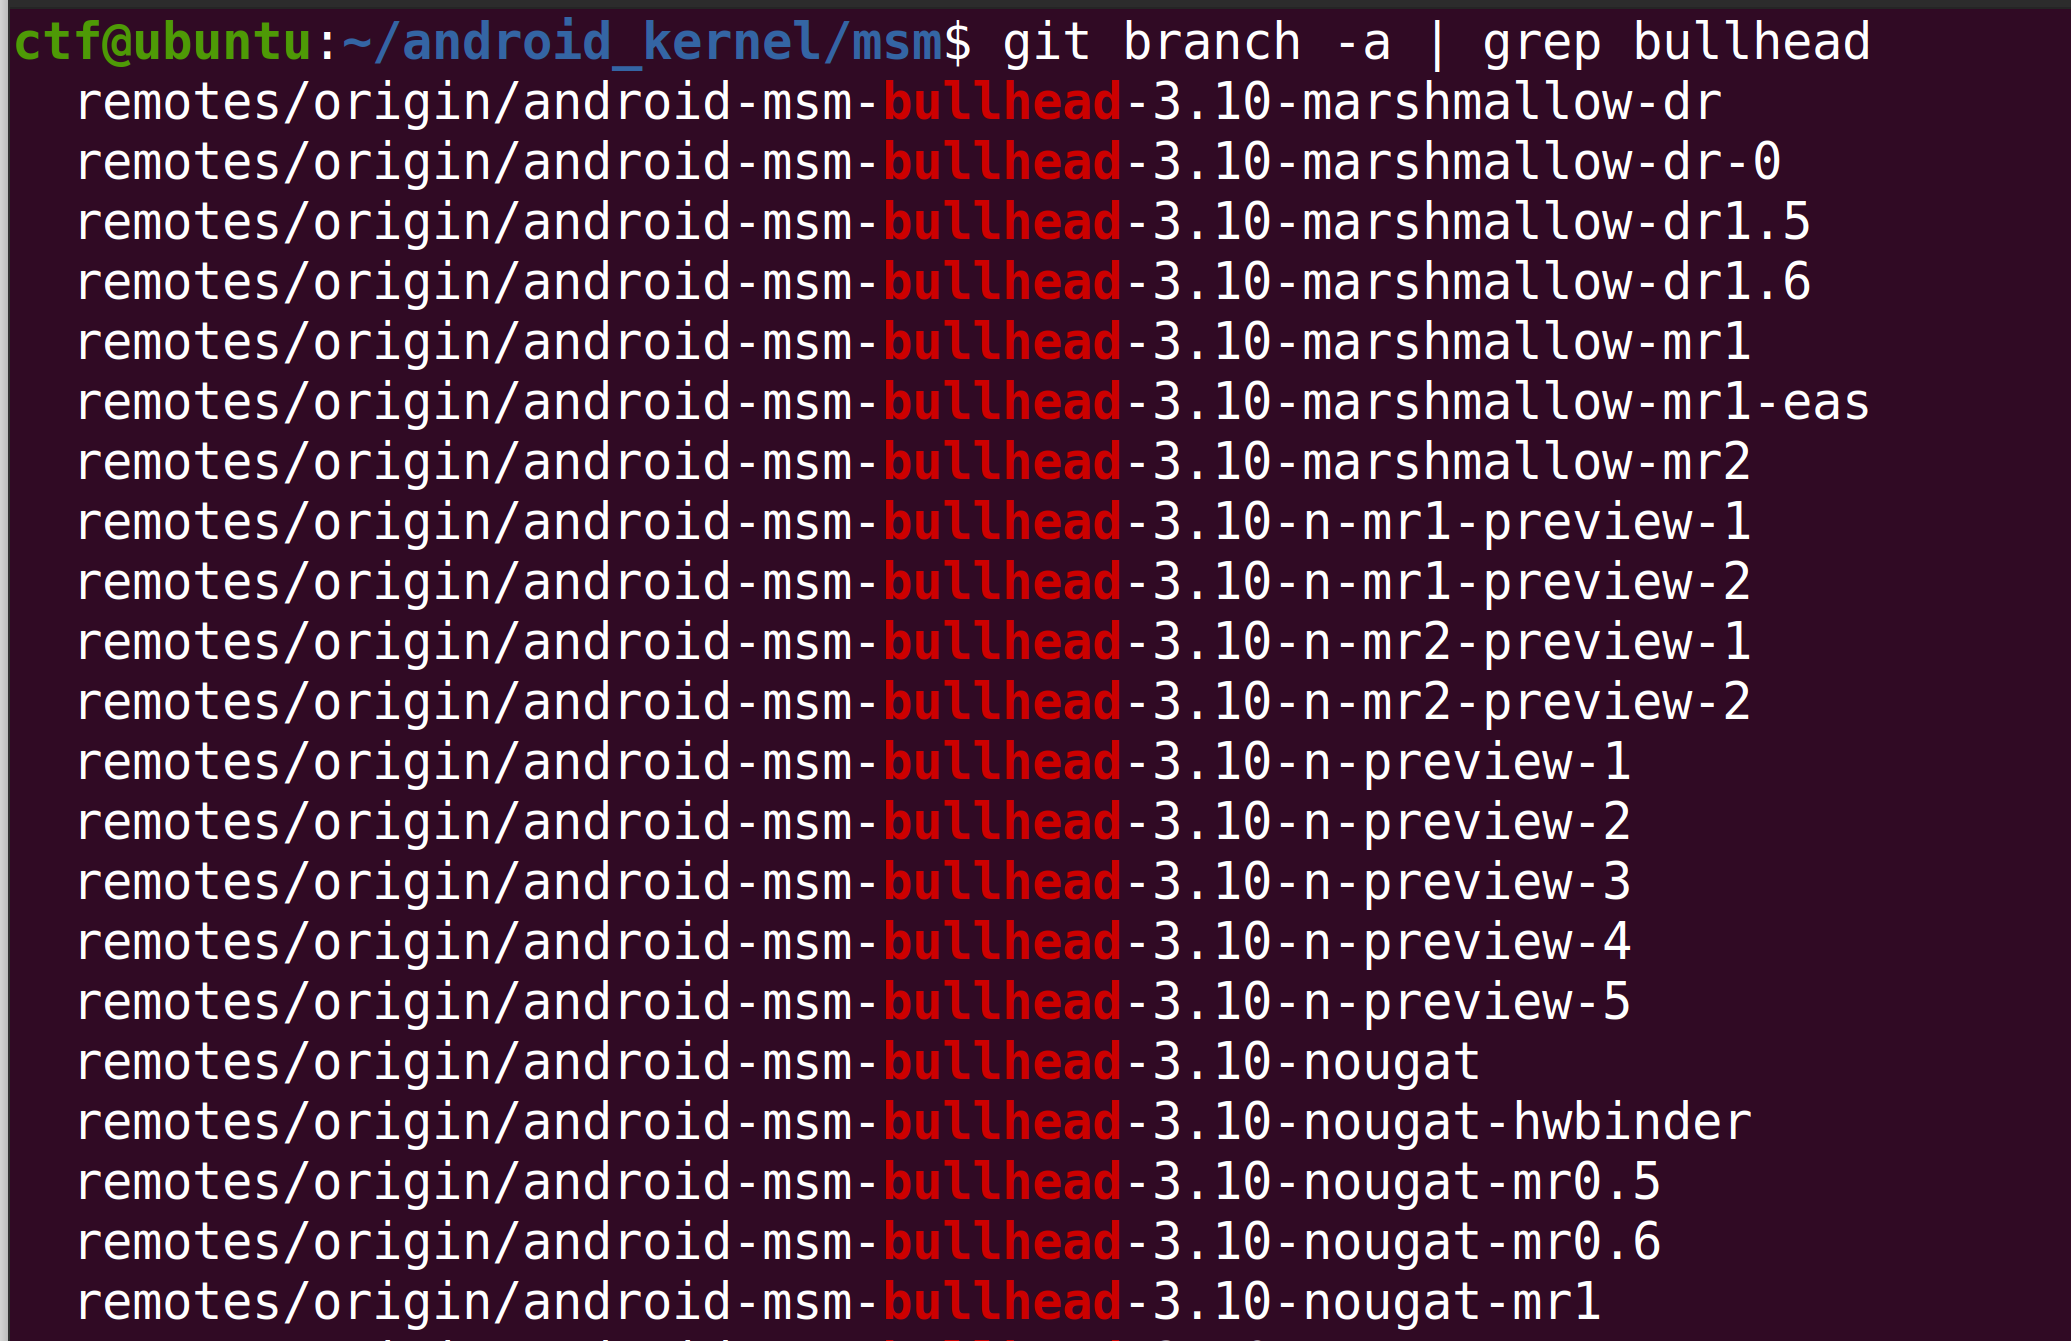 ctf@ubuntu:~/android_kernel/msm$ git branch -a | grep bullhead
remotes/origin/android-msm-bullhead-3.10-marshmallow-dr
remotes/origin/android-msm-bullhead-3.10-marshmallow-dr-0
remotes/origin/android-msm-bullhead-3.10-marshmallow-dr1.5
remotes/origin/android-msm-bullhead-3.10-marshmallow-dr1.6
remotes/origin/android-msm-bullhead-3.10-marshmallow-mr1
remotes/origin/android-msm-bullhead-3.10-marshmallow-mr1-eas
remotes/origin/android-msm-bullhead-3.10-marshmallow-mr2
remotes/origin/android-msm-bullhead-3.10-n-mr1-preview-1
remotes/origin/android-msm-bullhead-3.10-n-mr1-preview-2
remotes/origin/android-msm-bullhead-3.10-n-mr2-preview-1
remotes/origin/android-msm-bullhead-3.10-n-mr2-preview-2
remotes/origin/android-msm-bullhead-3.10-n-preview-1
remotes/origin/android-msm-bullhead-3.10-n-preview-2
remotes/origin/android-msm-bullhead-3.10-n-preview-3
remotes/origin/android-msm-bullhead-3.10-n-preview-4
remotes/origin/android-msm-bullhead-3.10-n-preview-5
remotes/origin/android-msm-bullhead-3.10-nougat
remotes/origin/android-msm-bullhead-3.10-nougat-hwbinder
remotes/origin/android-msm-bullhead-3.10-nougat-mr0.5
remotes/origin/android-msm-bullhead-3.10-nougat-mr0.6
remotes/origin/android-msm-bullhead-3.10-nougat-mr1